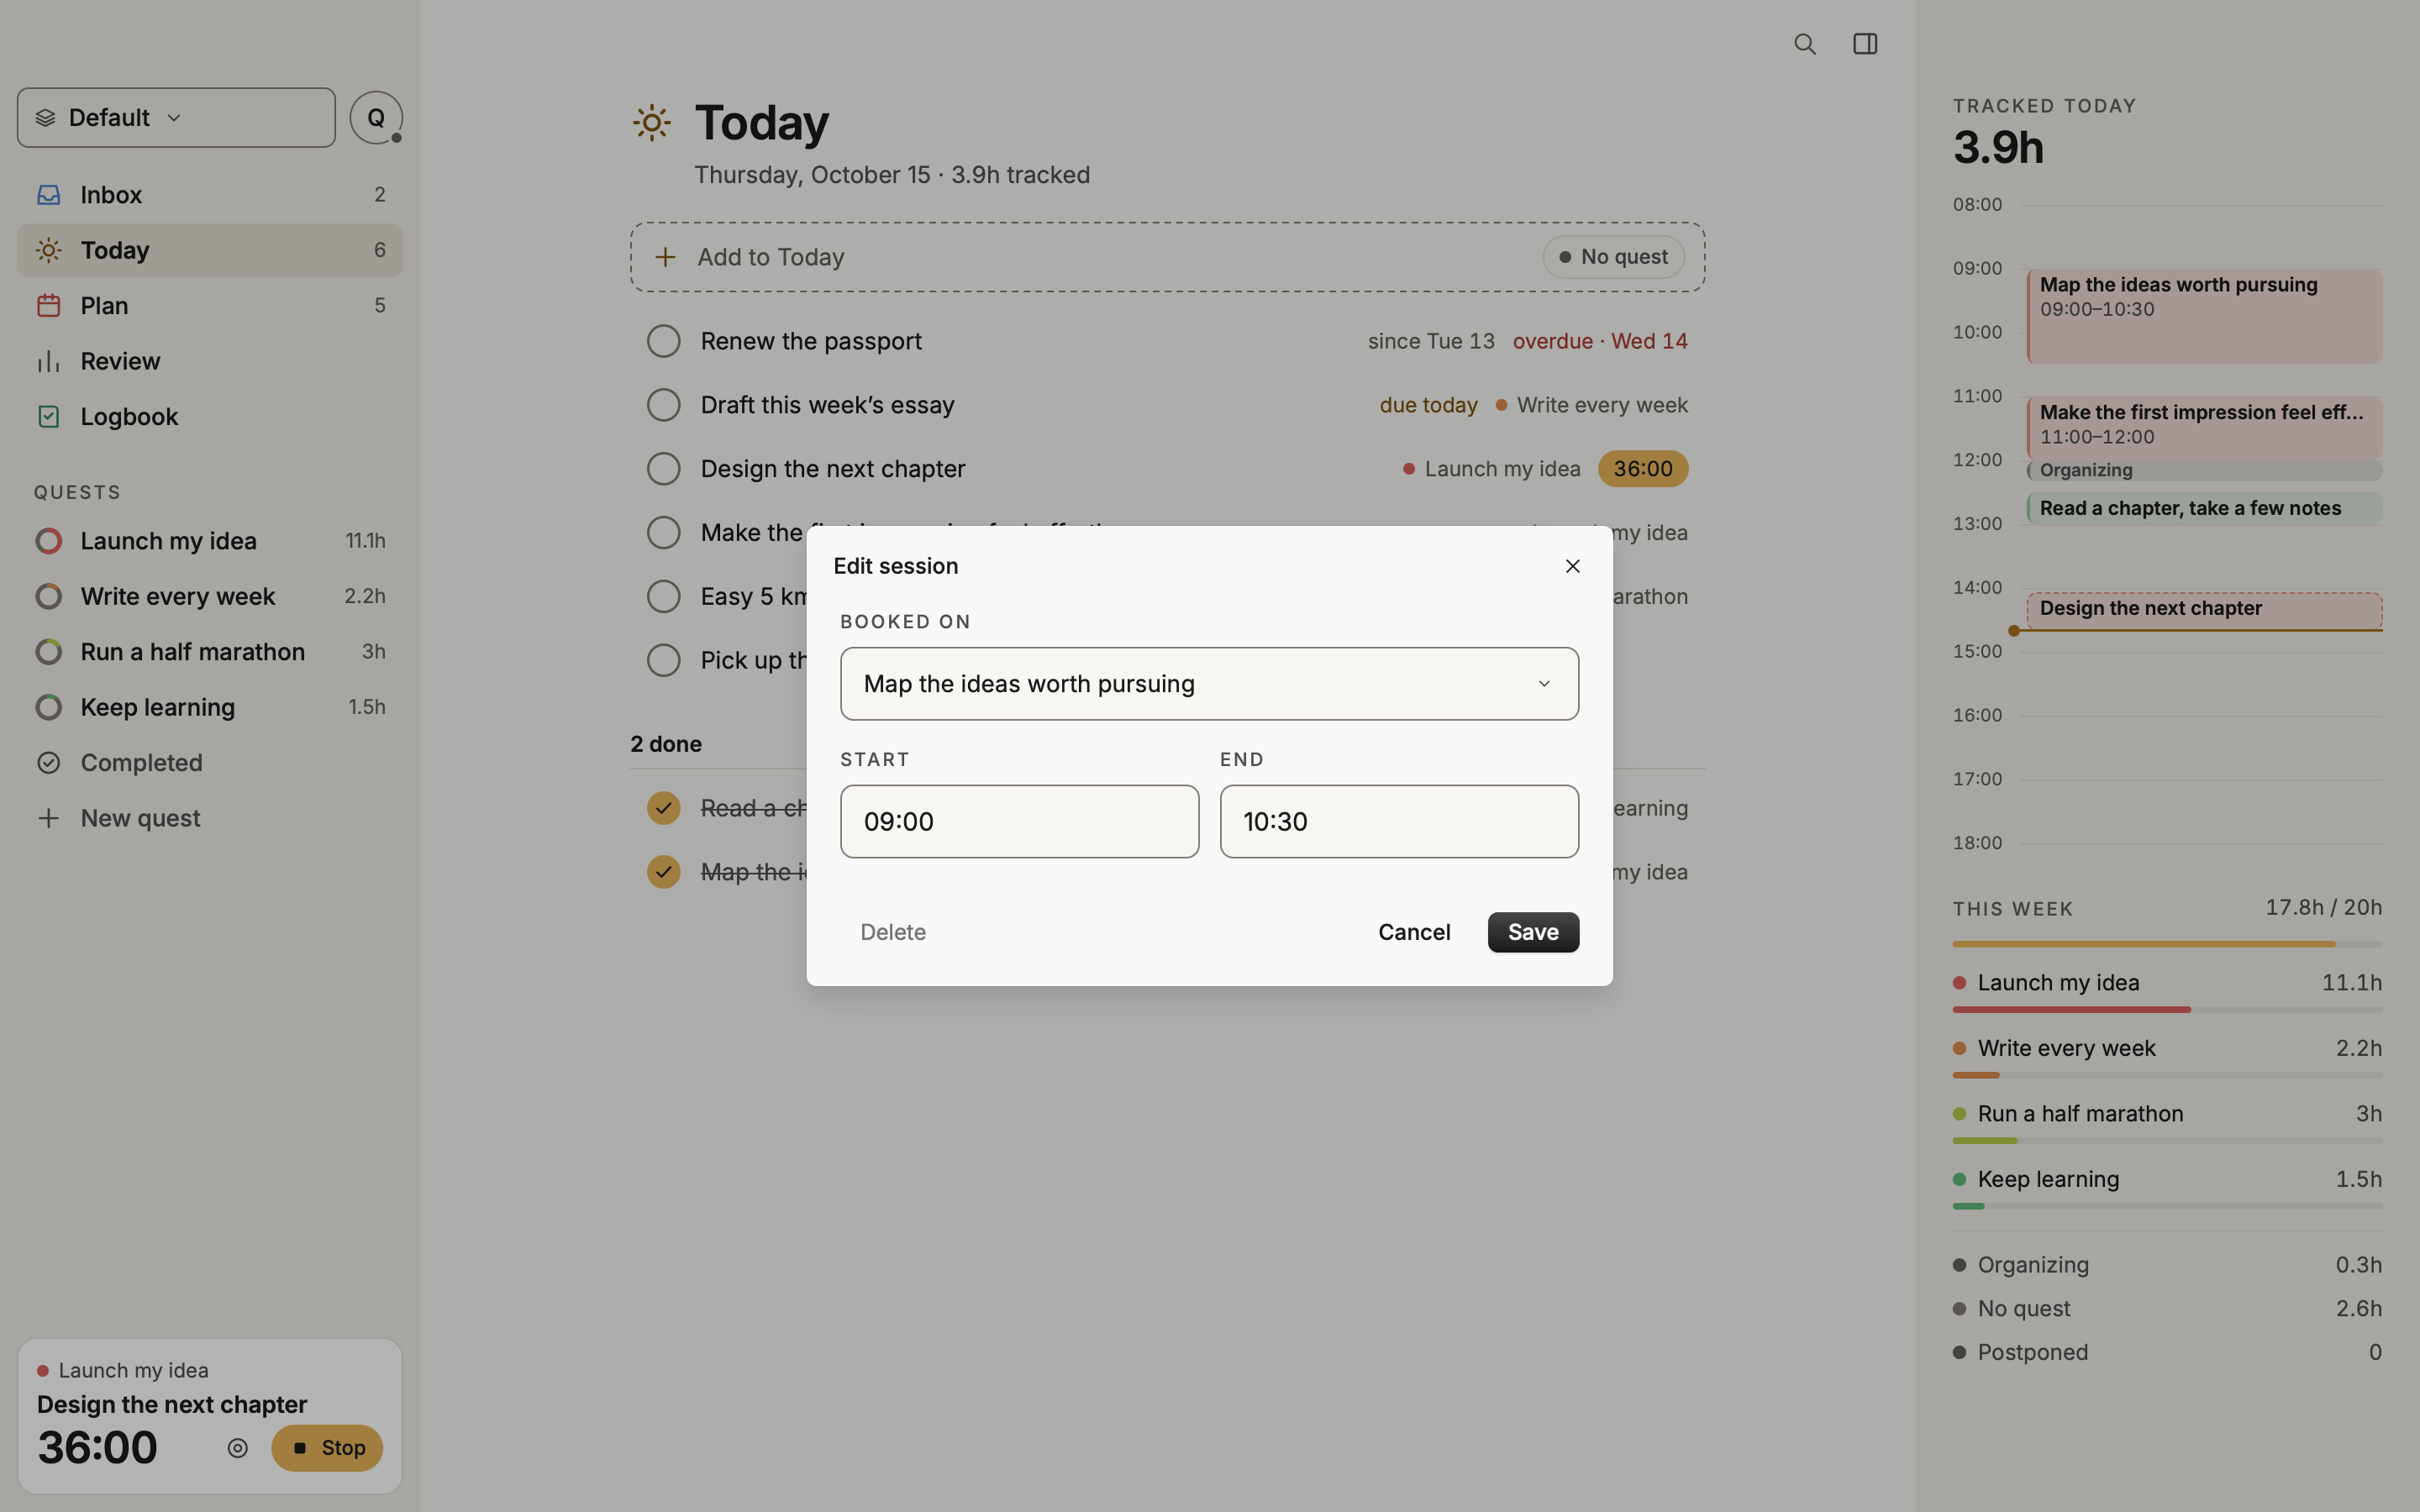 Default
Q
Inbox 2
Today 6
Plan 5
Review
Logbook
QUESTS
Launch my idea 11.1h
Write every week 2.2h
Run a half marathon 3h
Keep learning 1.5h
Completed
New quest
Launch my idea
Design the next chapter
36:00 Stop
Today
Thursday, October 15 · 3.9h tracked
Add to Today No quest
Renew the passport since Tue 13 overdue · Wed 14
Draft this week’s essay due today Write every week
Design the next chapter Launch my idea 36:00
Make the my idea
Easy 5 km
Pick up
2 done
Read a
Map the my idea
Edit session
BOOKED ON
Map the ideas worth pursuing
START END
09:00 10:30
Delete Cancel Save
TRACKED TODAY
3.9h
08:00
09:00
Map the ideas worth pursuing
09:00–10:30
10:00
11:00
Make the first impression feel eff...
11:00–12:00
12:00
Organizing
Read a chapter, take a few notes
13:00
14:00
Design the next chapter
15:00
16:00
17:00
18:00
THIS WEEK 17.8h / 20h
Launch my idea 11.1h
Write every week 2.2h
Run a half marathon 3h
Keep learning 1.5h
Organizing 0.3h
No quest 2.6h
Postponed 0